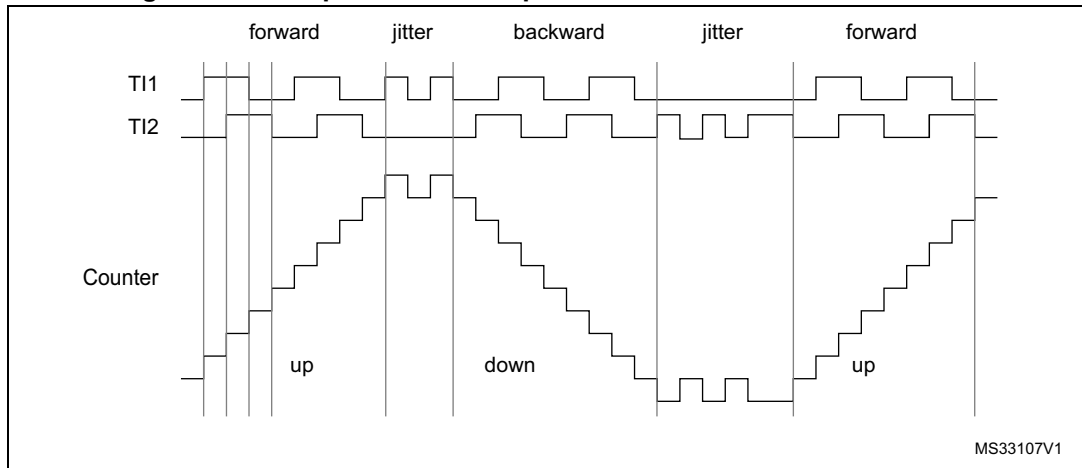 forward jitter backward jitter forward
TI1
TI2
Counter
up down up
MS33107V1